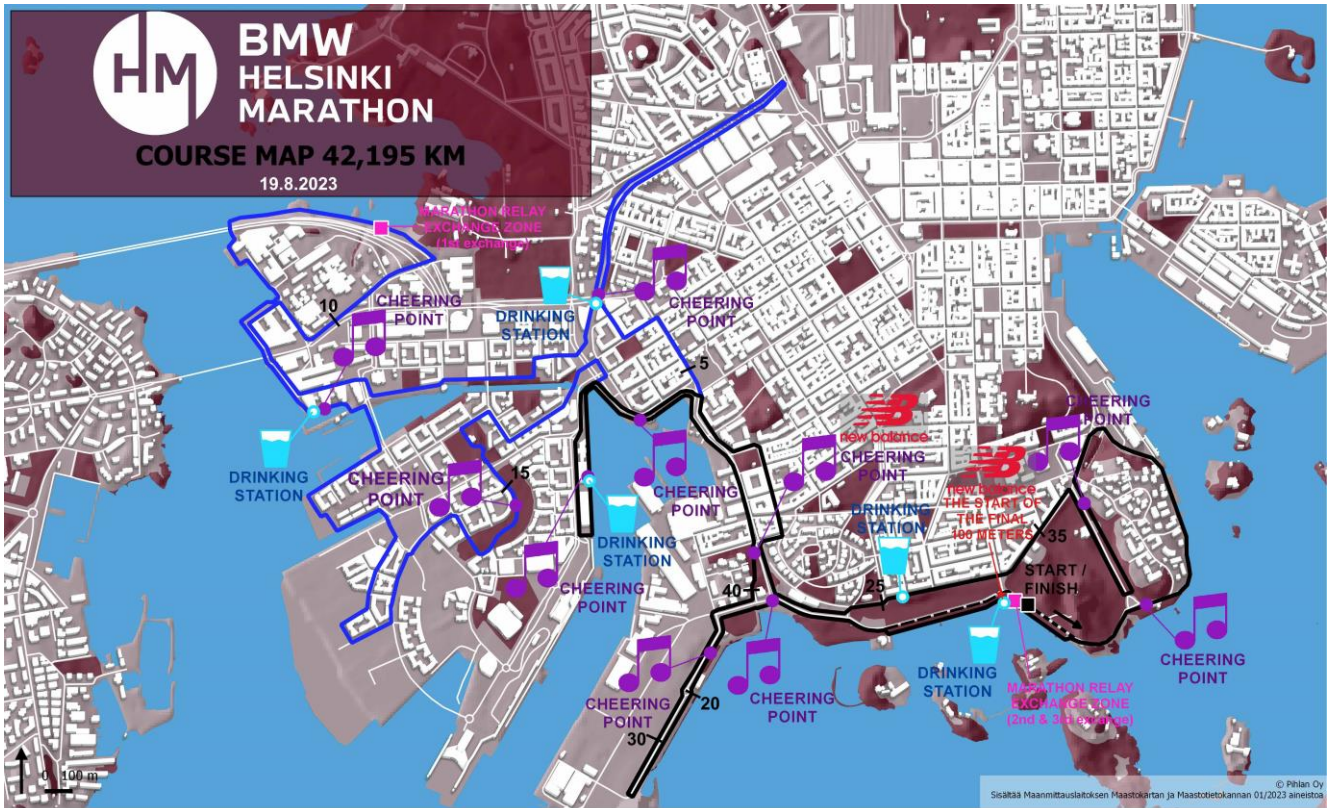 HM
BMW
HELSINKI
MARATHON
COURSE MAP 42,195 KM
19.8.2023
MARATHON RELAY
EXCHANGE ZONE
(1st exchange)
10
CHEERING
POINT
DRINKING
STATION
CHEERING
POINT
5
NB
new balance
CHEERING
POINT
CHEERING
POINT
NB
new balance
THE START OF
THE FINAL
100 METERS
35
START /
FINISH
DRINKING
STATION
CHEERING
POINT
15
CHEERING
POINT
DRINKING
STATION
DRINKING
STATION
25
40
CHEERING
POINT
CHEERING
POINT
20
30
CHEERING
POINT
DRINKING
STATION
MARATHON RELAY
EXCHANGE ZONE
(2nd & 3rd exhange)
CHEERING
POINT
0 100 m
© Pihlan Oy
Sisältää Maanmittauslaitoksen Maastokartan ja Maastotietokannan 01/2023 aineistoa